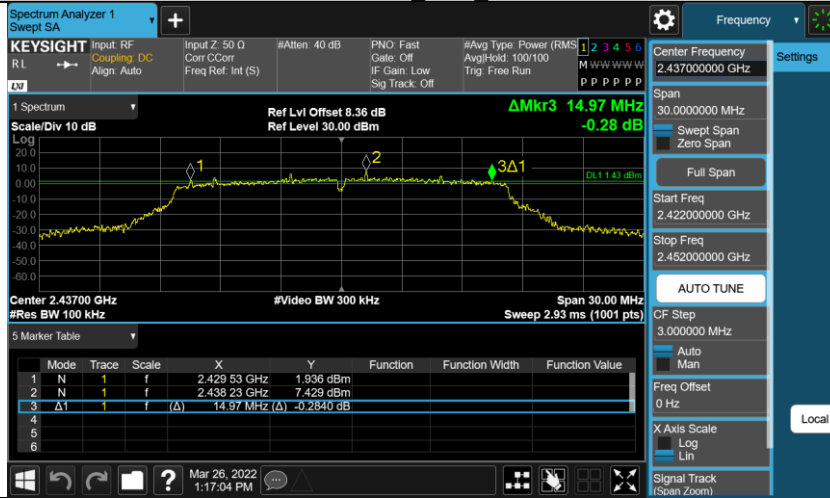 Spectrum Analyzer 1
Swept SA
+
Frequency
KEYSIGHT
RL
LXI
Input: RF
Coupling: DC
Align: Auto
Input Z: 50 Ω
Corr CCorr
Freq Ref: Int (S)
#Atten: 40 dB
PNO: Fast
Gate: Off
IF Gain: Low
Sig Track: Off
#Avg Type: Power (RMS
Avg|Hold: 100/100
Trig: Free Run
1 2 3 4 5 6
M W W W W W
P P P P P P
1 Spectrum
Scale/Div 10 dB
Ref Lvl Offset 8.36 dB
Ref Level 30.00 dBm
ΔMkr3 14.97 MHz
-0.28 dB
Log
20.0
10.0
0.00
-10.0
-20.0
-30.0
-40.0
-50.0
-60.0
1
2
3Δ1
DL1 1.43 dBm
Center 2.43700 GHz
#Video BW 300 kHz
Span 30.00 MHz
#Res BW 100 kHz
Sweep 2.93 ms (1001 pts)
5 Marker Table
Mode Trace Scale X Y Function Function Width Function Value
1 N 1 f 2.429 53 GHz 1.936 dBm
2 N 1 f 2.438 23 GHz 7.429 dBm
3 Δ1 1 f (Δ) 14.97 MHz (Δ) -0.2840 dB
4
5
6
?
Mar 26, 2022
1:17:04 PM
Center Frequency
2.437000000 GHz
Settings
Span
30.0000000 MHz
Swept Span
Zero Span
Full Span
Start Freq
2.422000000 GHz
Stop Freq
2.452000000 GHz
AUTO TUNE
CF Step
3.000000 MHz
Auto
Man
Freq Offset
0 Hz
Local
X Axis Scale
Log
Lin
Signal Track
(Span Zoom)